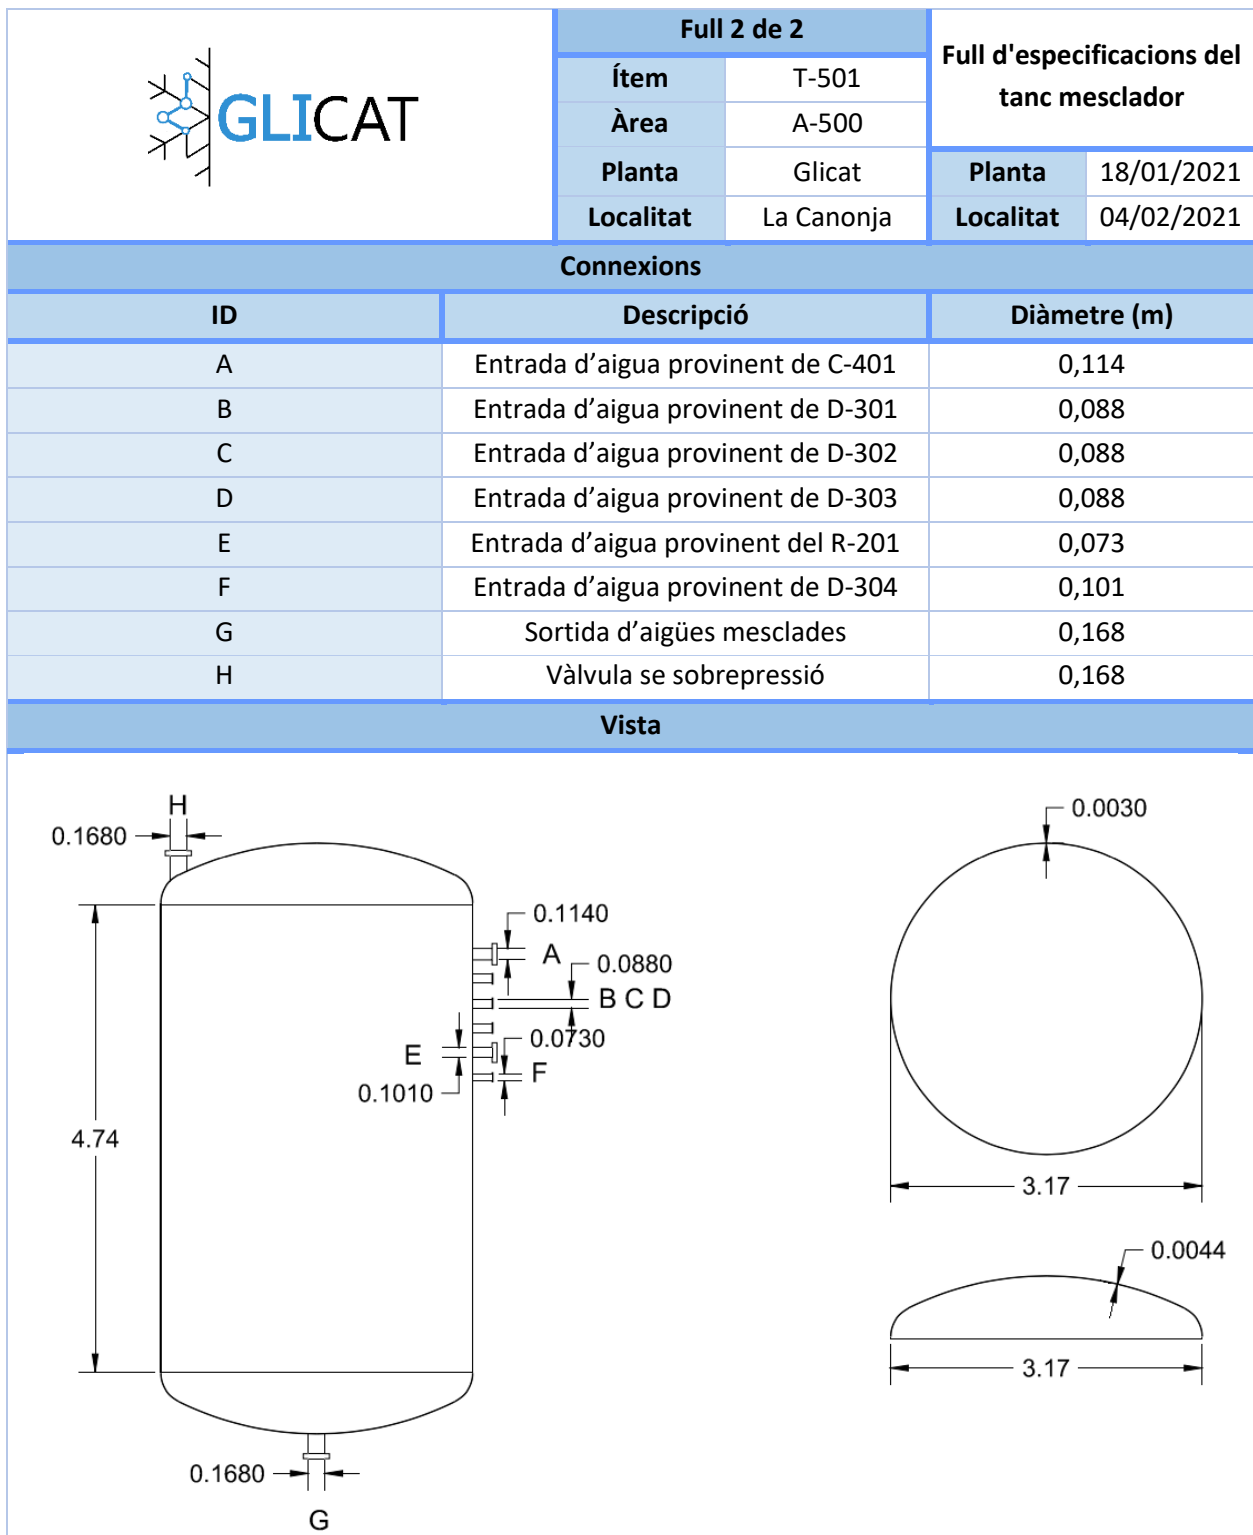 GLICAT
Full 2 de 2
Full d'especificacions del
tanc mesclador
Ítem T-501
Àrea A-500
Planta Glicat Planta 18/01/2021
Localitat La Canonja Localitat 04/02/2021
Connexions
ID Descripció Diàmetre (m)
A Entrada d’aigua provinent de C-401 0,114
B Entrada d’aigua provinent de D-301 0,088
C Entrada d’aigua provinent de D-302 0,088
D Entrada d’aigua provinent de D-303 0,088
E Entrada d’aigua provinent del R-201 0,073
F Entrada d’aigua provinent de D-304 0,101
G Sortida d’aigües mesclades 0,168
H Vàlvula se sobrepressió 0,168
Vista
H
0.1680
0.1140
A
0.0880
B C D
0.0730
E
F
0.1010
4.74
0.1680
G
0.0030
3.17
0.0044
3.17